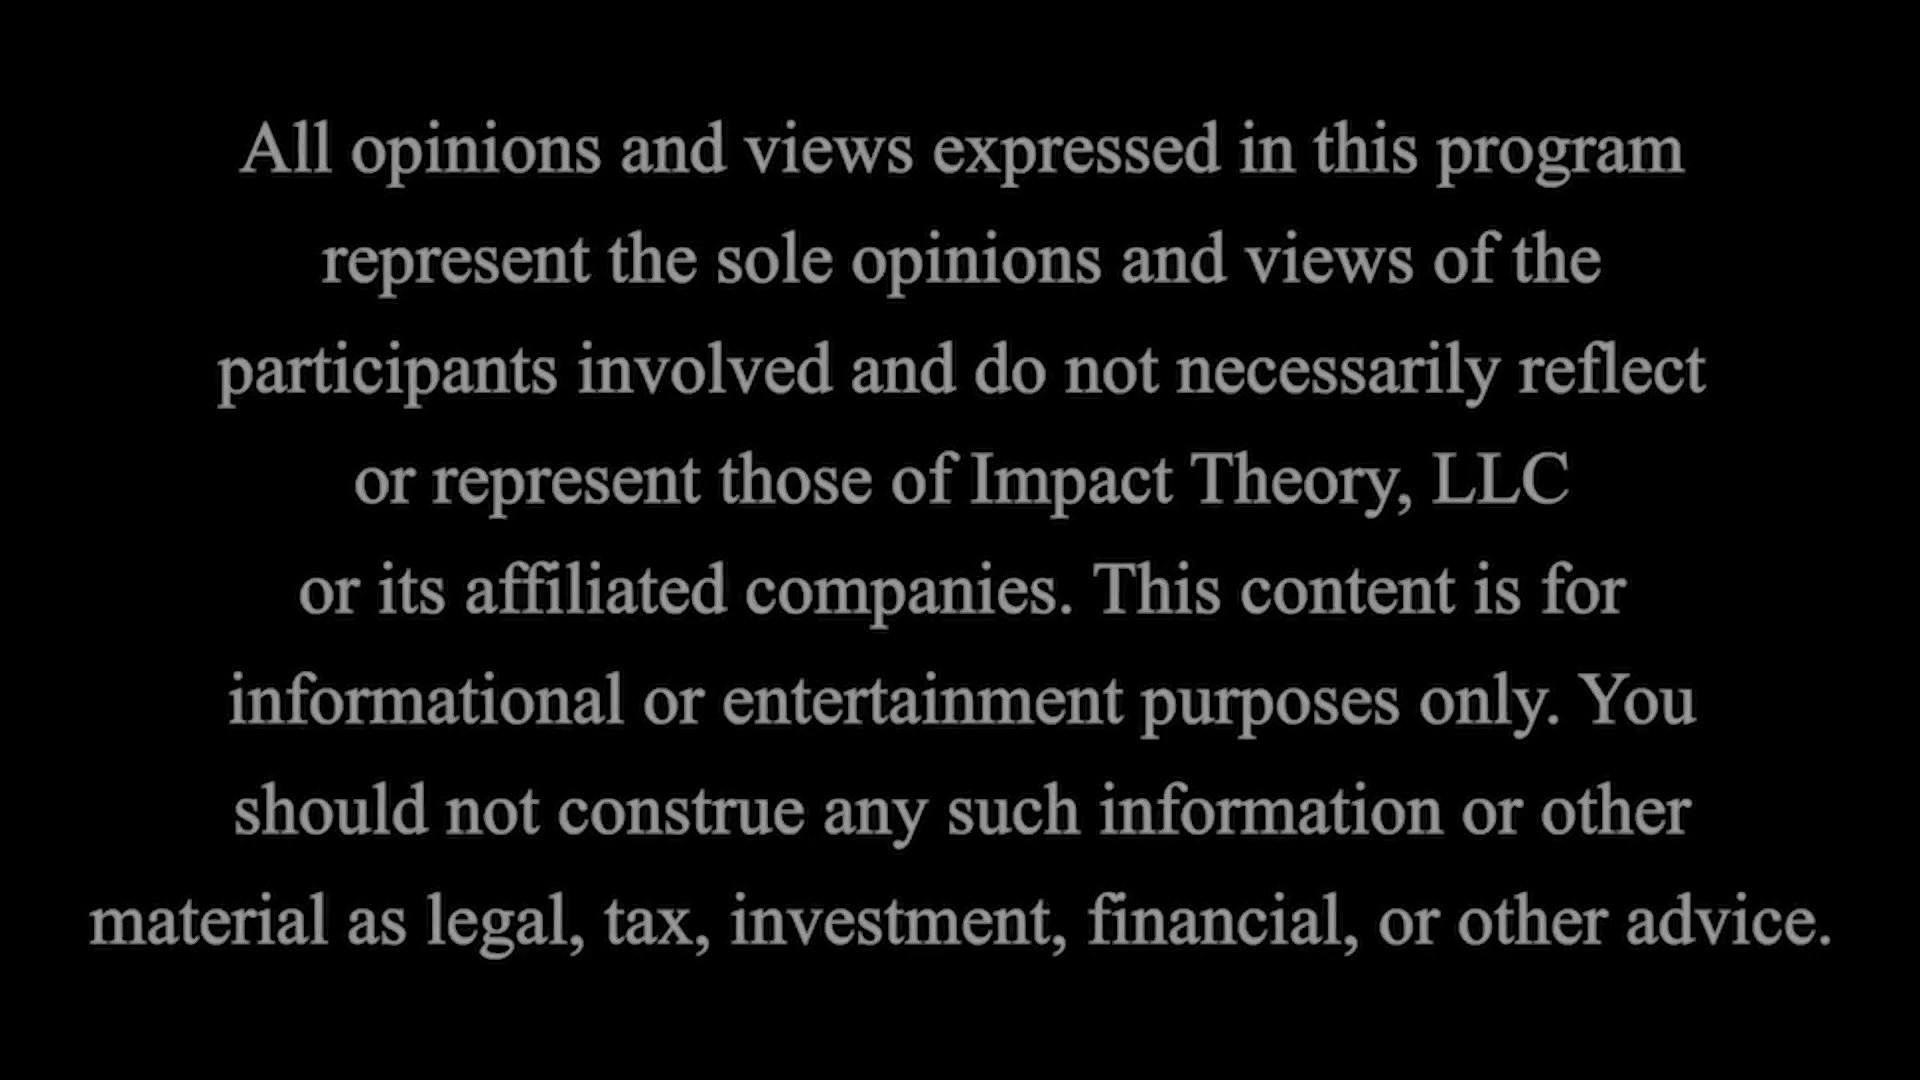 All opinions and views expressed in this program
represent the sole opinions and views of the
participants involved and do not necessarily reflect
or represent those of Impact Theory, LLC
or its affiliated companies. This content is for
informational or entertainment purposes only. You
should not construe any such information or other
material as legal, tax, investment, financial, or other advice.